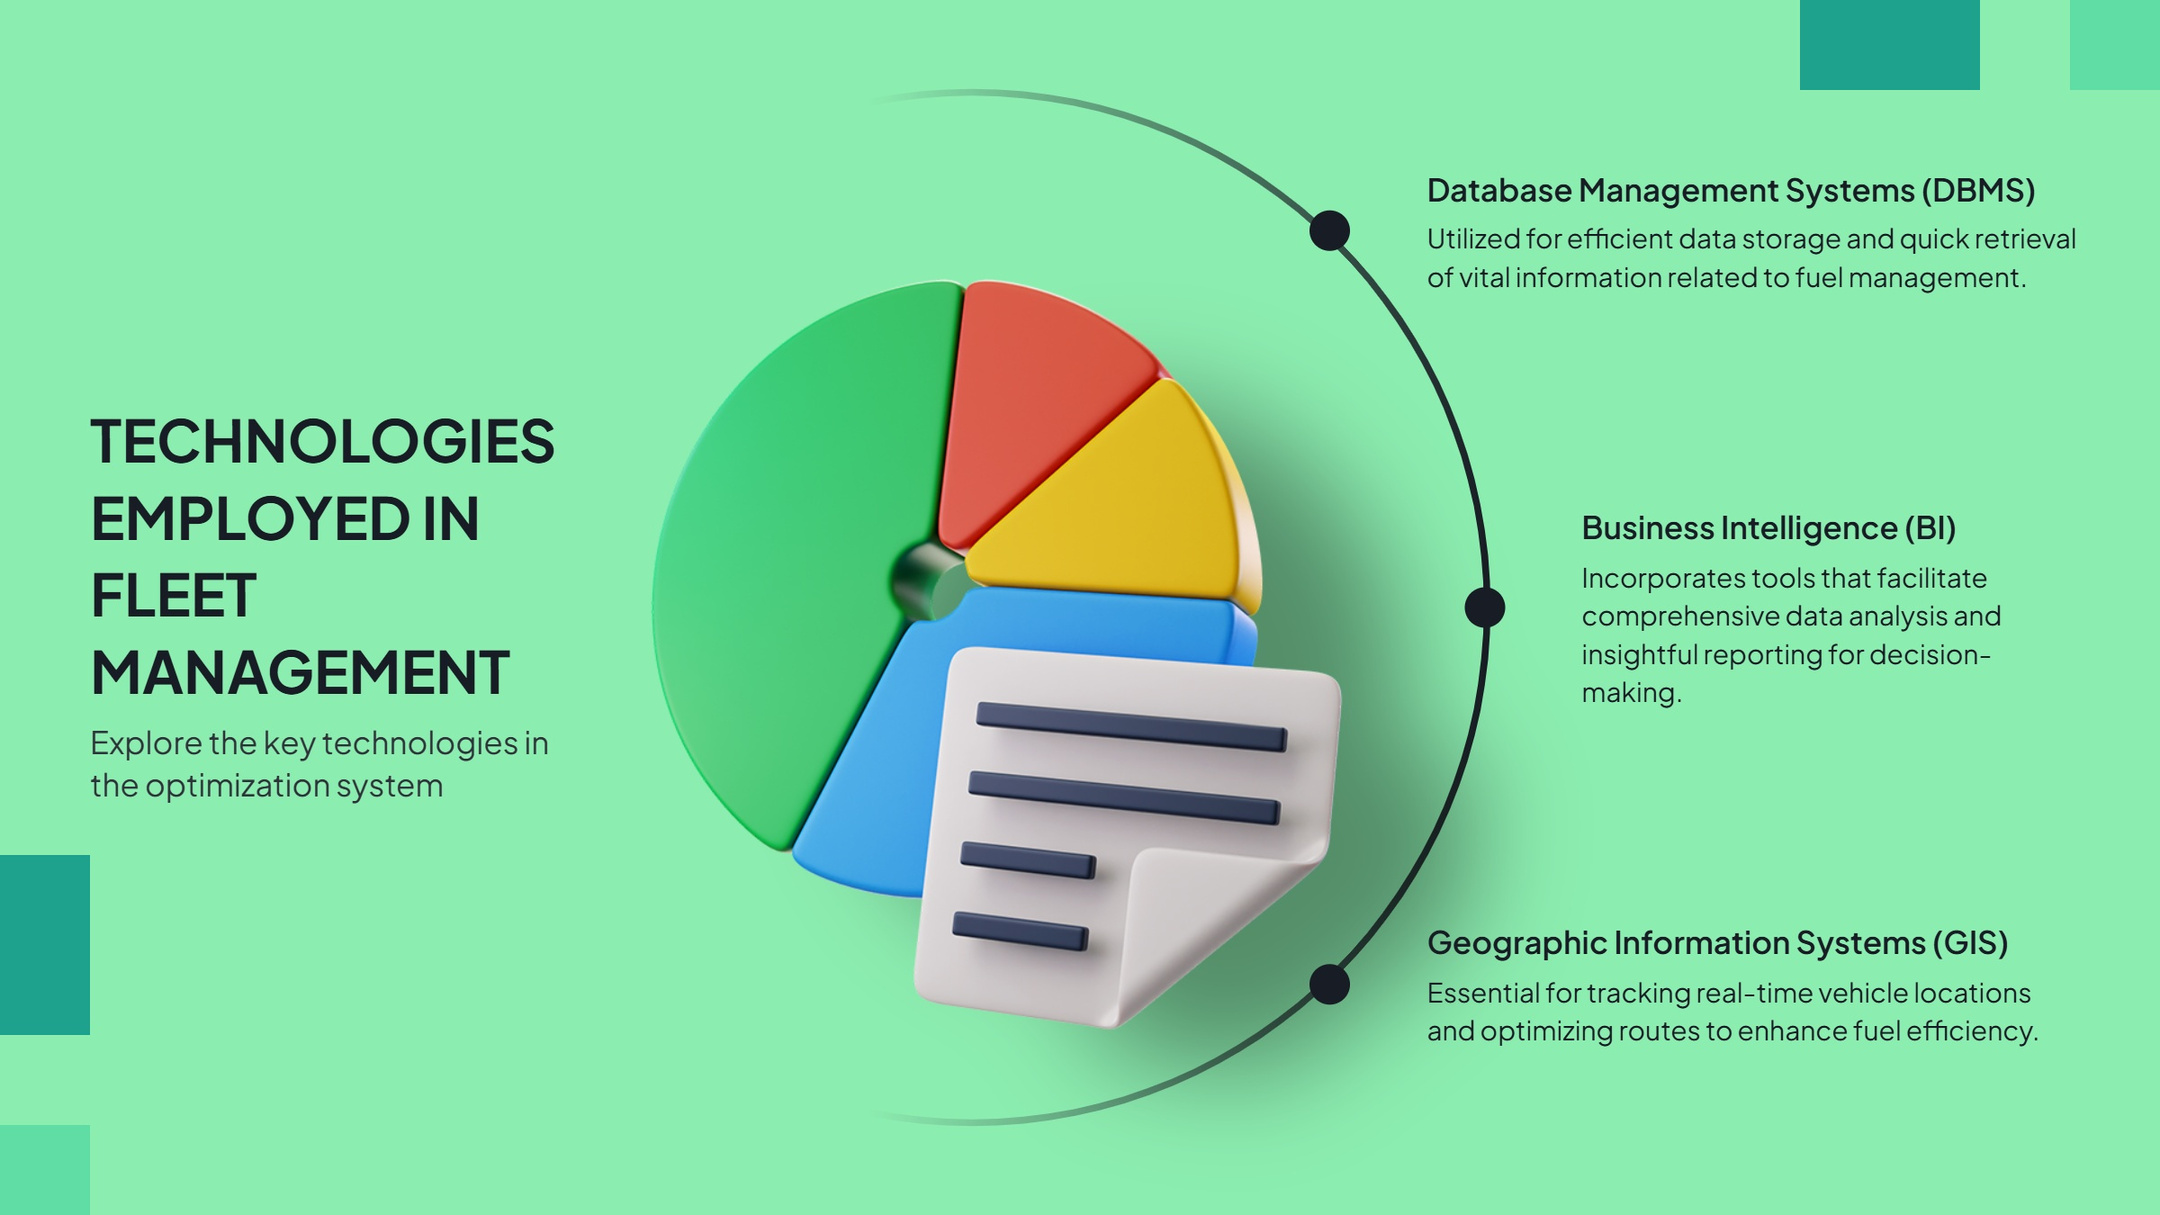 TECHNOLOGIES
EMPLOYED IN
FLEET
MANAGEMENT
Explore the key technologies in
the optimization system
Database Management Systems (DBMS)
Utilized for efficient data storage and quick retrieval
of vital information related to fuel management.
Business Intelligence (BI)
Incorporates tools that facilitate
comprehensive data analysis and
insightful reporting for decision-
making.
Geographic Information Systems (GIS)
Essential for tracking real-time vehicle locations
and optimizing routes to enhance fuel efficiency.